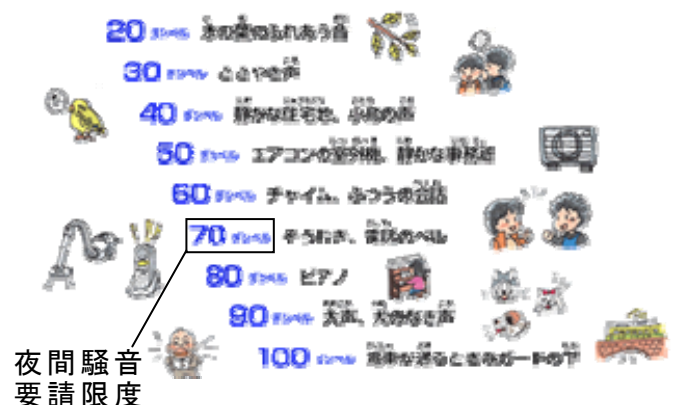 20 デシベル 木の葉のふれあう音
30 デシベル ささやき声
40 デシベル 静かな住宅地、小鳥の声
50 デシベル エアコンの室外機、静かな事務所
60 デシベル チャイム、ふつうの会話
70 デシベル そうじき、電話のベル
80 デシベル ピアノ
90 デシベル 大声、犬のなき声
100 デシベル 電車が通るときのガードの下
夜間騒音
要請限度